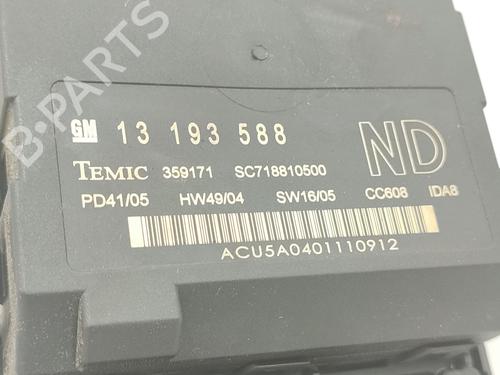 GM 13 193 588 ND
TEMIC 359171 SC718810500
PD41/05 HW49/04 SW16/05 CC608 IDA8
ACU5A0401110912
B-PARTS